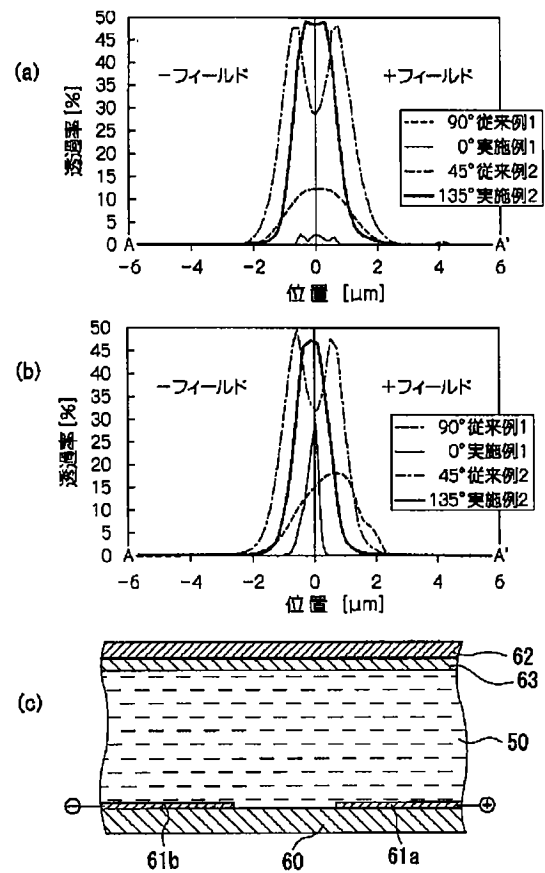 (a)
透過率[%]
50
45
40
35
30
25
20
15
10
5
0
A
A'
−フィールド
+フィールド
90°従来例1
0°実施例1
45°従来例2
135°実施例2
−6
−4
−2
0
2
4
6
位置 [μm]
(b)
透過率[%]
50
45
40
35
30
25
20
15
10
5
0
A
A'
−フィールド
+フィールド
90°従来例1
0°実施例1
45°従来例2
135°実施例2
−6
−4
−2
0
2
4
6
位置 [μm]
(c)
62
63
50
⊖
⊕
61b
60
61a